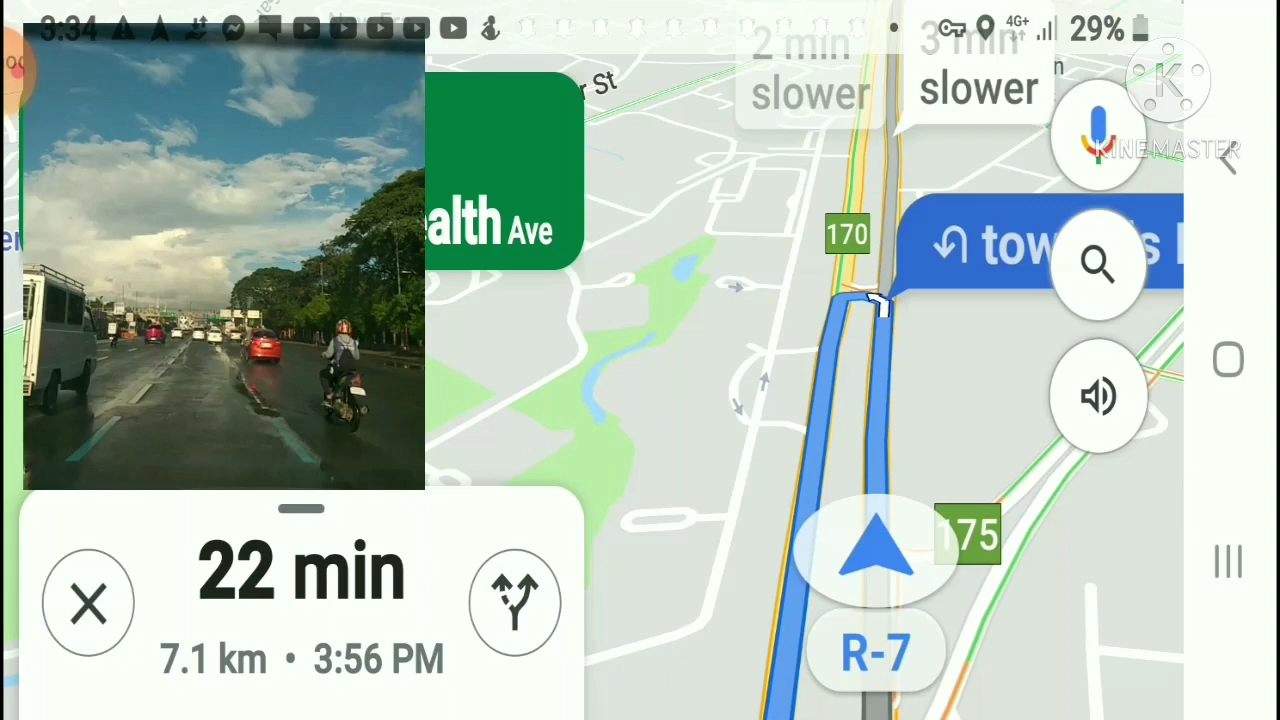 3:34
4G+
29%
r St
2 min
slower
3 min
slower
KINEMASTER
alth Ave
170
175
R-7
22 min
7.1 km • 3:56 PM